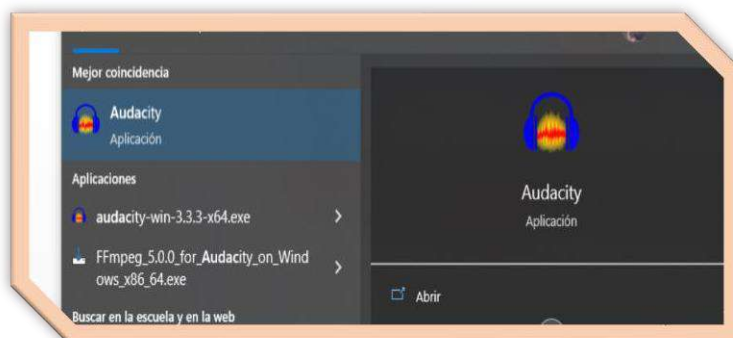 Mejor coincidencia
Audacity
Aplicación
Aplicaciones
audacity-win-3.3.3-x64.exe
FFmpeg_5.0.0_for_Audacity_on_Wind
ows_x86_64.exe
Buscar en la escuela y en la web
Audacity
Aplicación
Abrir